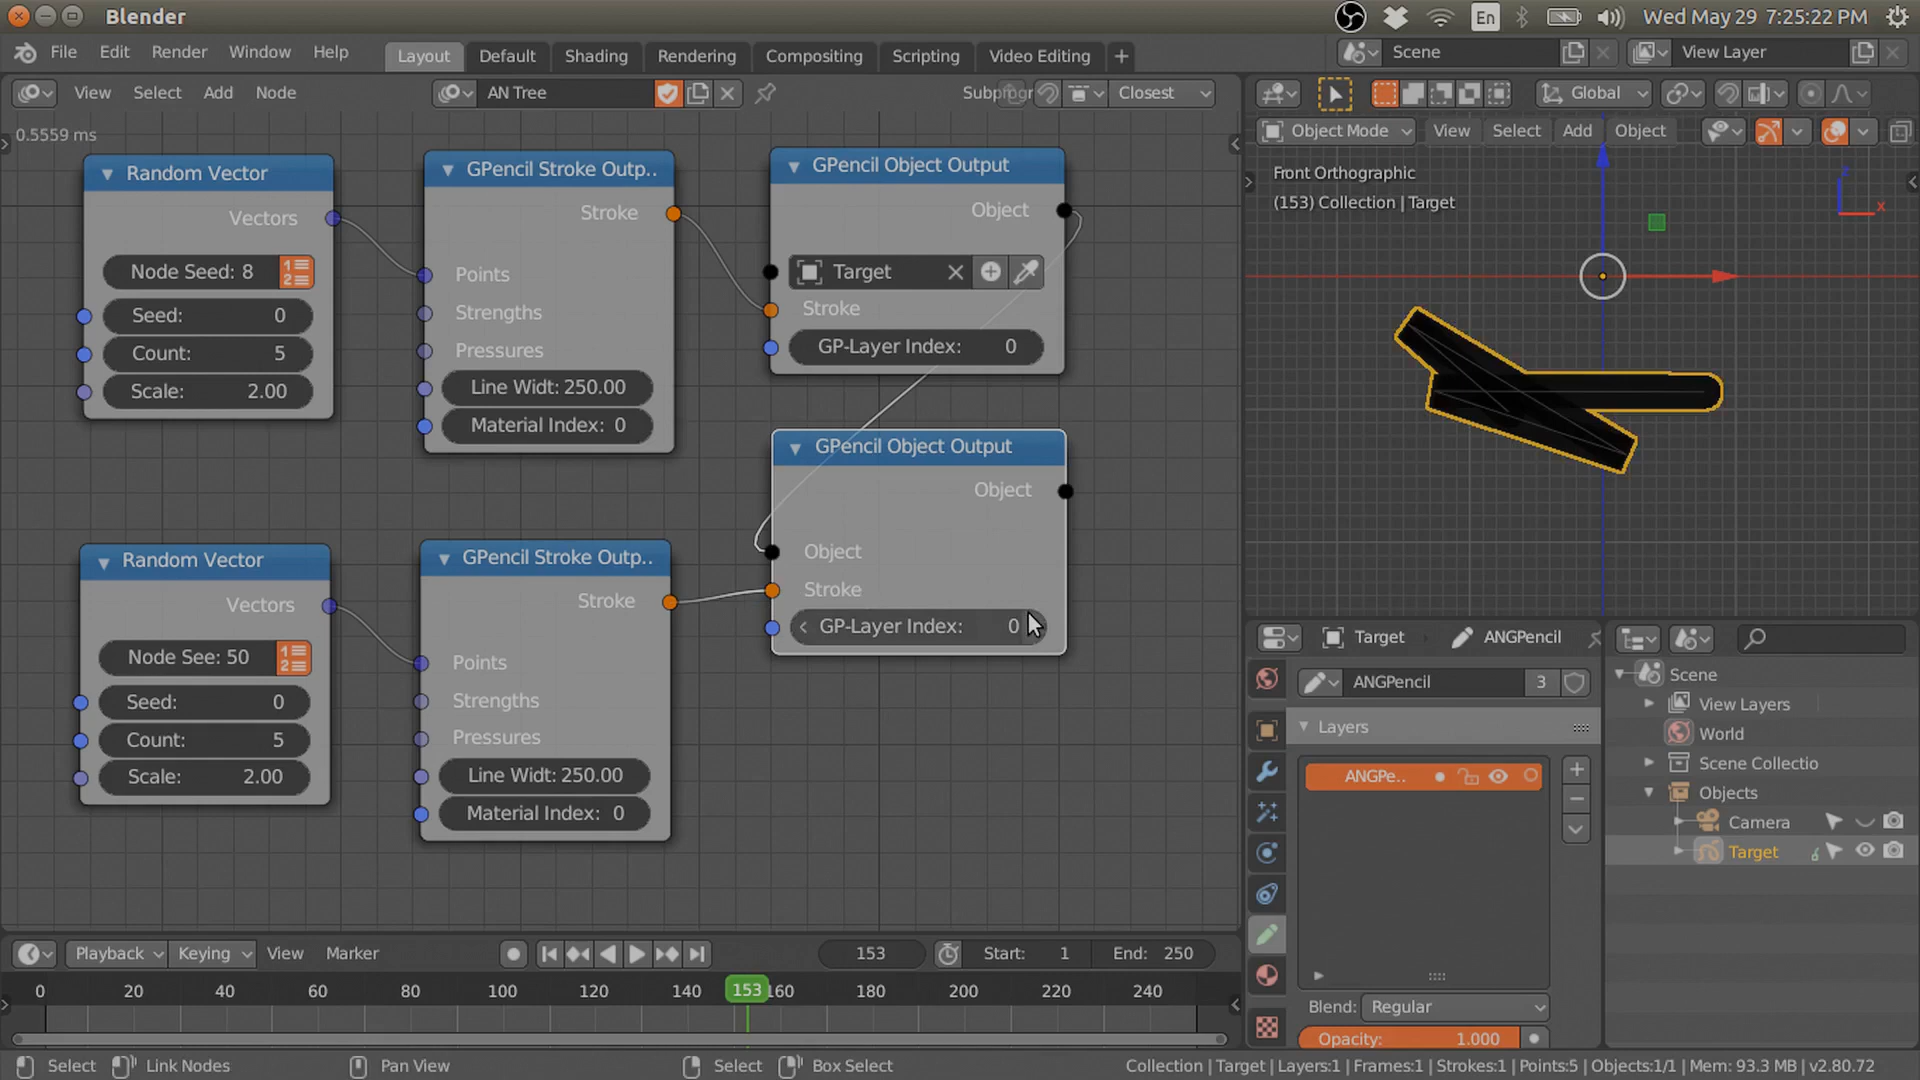 Blender
En
Wed May 29 7:25:22 PM
File Edit Render Window Help
Layout Default Shading Rendering Compositing Scripting Video Editing +
Scene
View Layer
View Select Add Node
AN Tree
Subprogr
Closest
Global
0.5559 ms
Object Mode View Select Add Object
Random Vector
Vectors
Node Seed: 8
Seed: 0
Count: 5
Scale: 2.00
GPencil Stroke Outp..
Stroke
Points
Strengths
Pressures
Line Widt: 250.00
Material Index: 0
GPencil Object Output
Object
Target
Stroke
GP-Layer Index: 0
GPencil Object Output
Object
Object
Stroke
GP-Layer Index: 0
Random Vector
Vectors
Node See: 50
Seed: 0
Count: 5
Scale: 2.00
GPencil Stroke Outp..
Stroke
Points
Strengths
Pressures
Line Widt: 250.00
Material Index: 0
Front Orthographic
(153) Collection | Target
z
x
Target ANGPencil
ANGPencil 3
Layers
ANGPe..
Blend: Regular
Opacity: 1.000
Scene
View Layers
World
Scene Collectio
Objects
Camera
Target
Playback Keying View Marker
153
Start: 1
End: 250
0 20 40 60 80 100 120 140 153 160 180 200 220 240
Select Link Nodes Pan View Select Box Select
Collection | Target | Layers:1 | Frames:1 | Strokes:1 | Points:5 | Objects:1/1 | Mem: 93.3 MB | v2.80.72